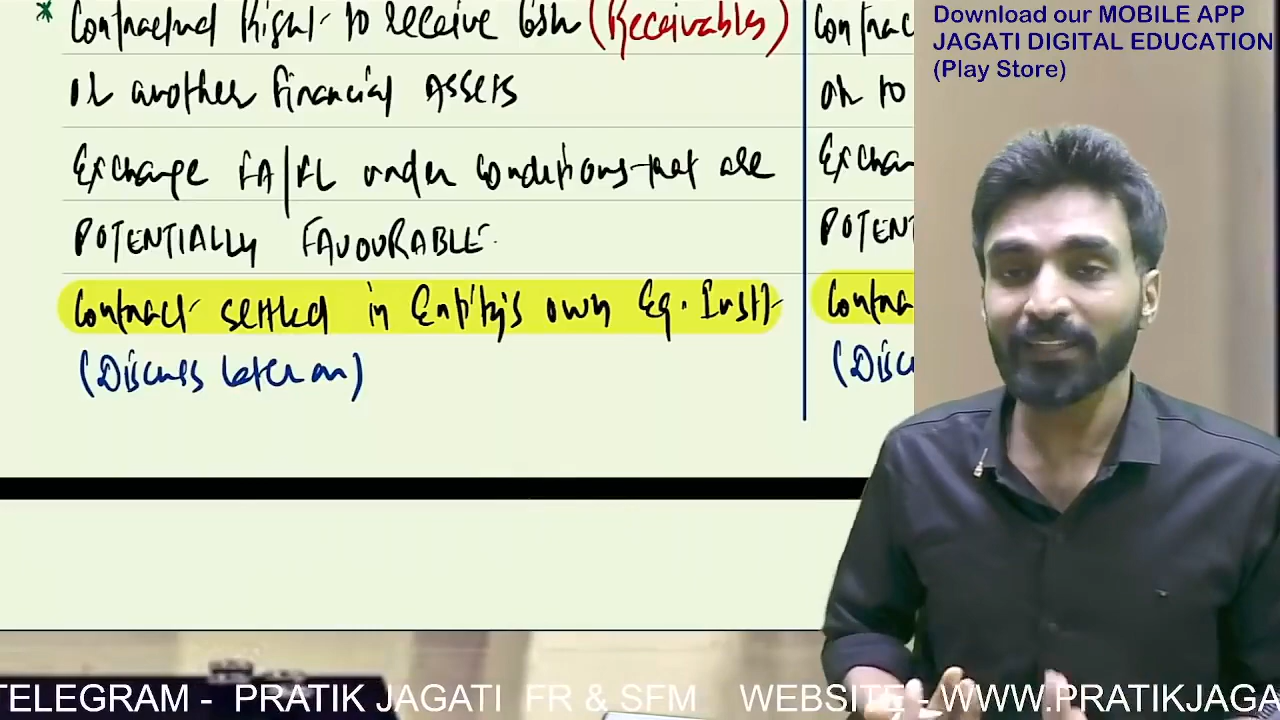 * Contractual Right to receive Cash (Receivables)
or another Financial Assets
Exchange FA/FL under conditions that are
POTENTIALLY FAVOURABLE.
Contract settled in Entity's own Eq. Instt
(Discuss later on)
Contrac
or to
Exchan
POTENT
Contra
(Discu
Download our MOBILE APP
JAGATI DIGITAL EDUCATION
(Play Store)
TELEGRAM - PRATIK JAGATI FR & SFM WEBSITE - WWW.PRATIKJAGA